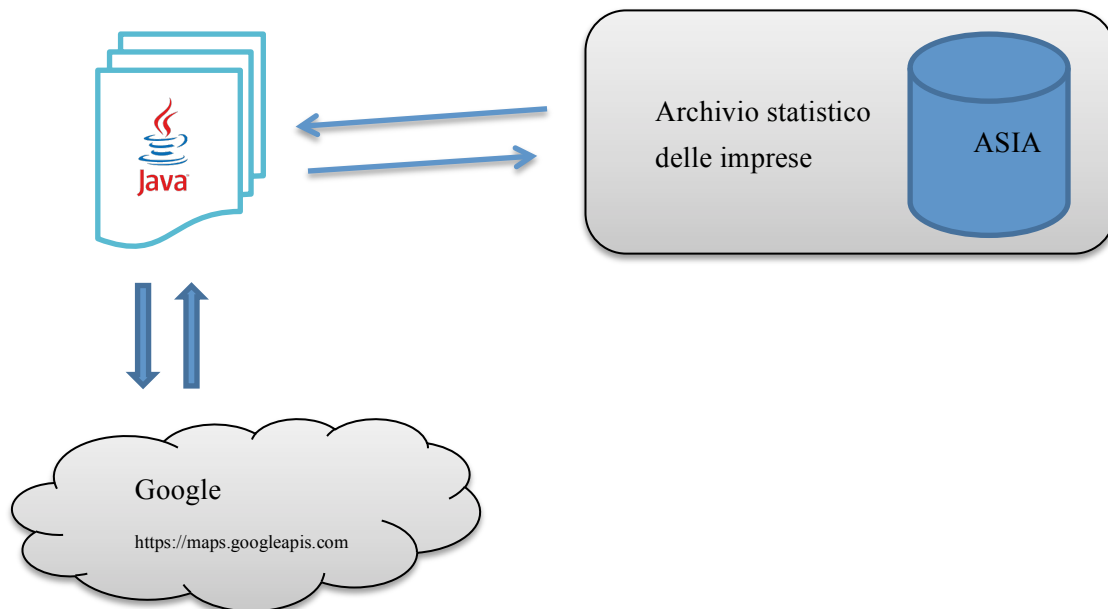 Java
Archivio statistico
delle imprese
ASIA
Google
https://maps.googleapis.com